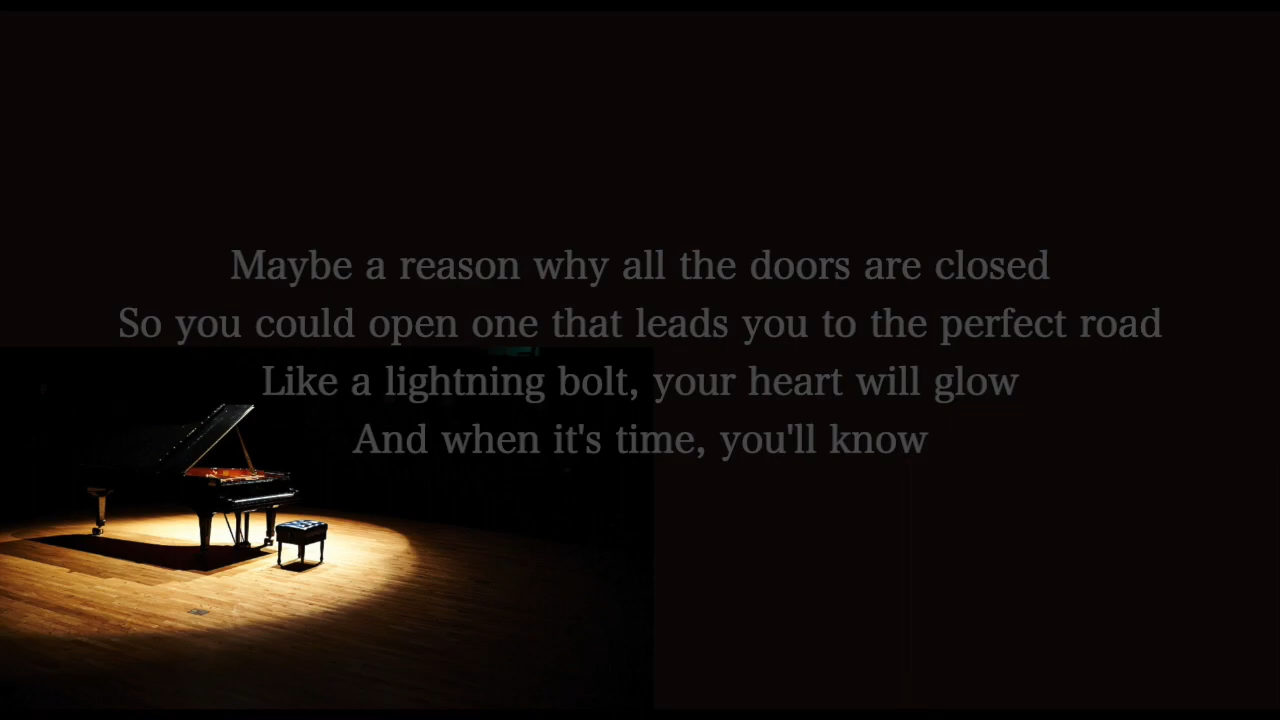 Maybe a reason why all the doors are closed
So you could open one that leads you to the perfect road
Like a lightning bolt, your heart will glow
And when it's time, you'll know